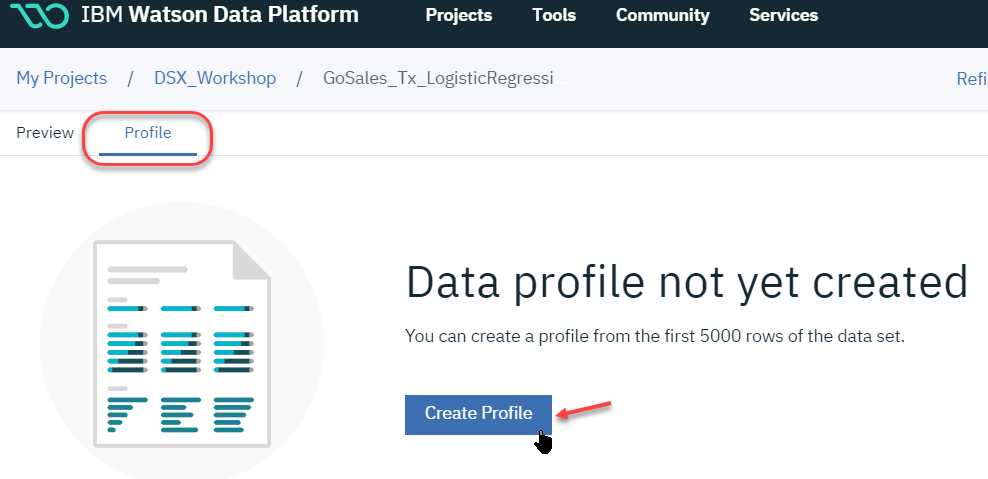 IBM Watson Data Platform Projects Tools Community Services
My Projects / DSX_Workshop / GoSales_Tx_LogisticRegressi Refi
Preview Profile
Data profile not yet created
You can create a profile from the first 5000 rows of the data set.
Create Profile